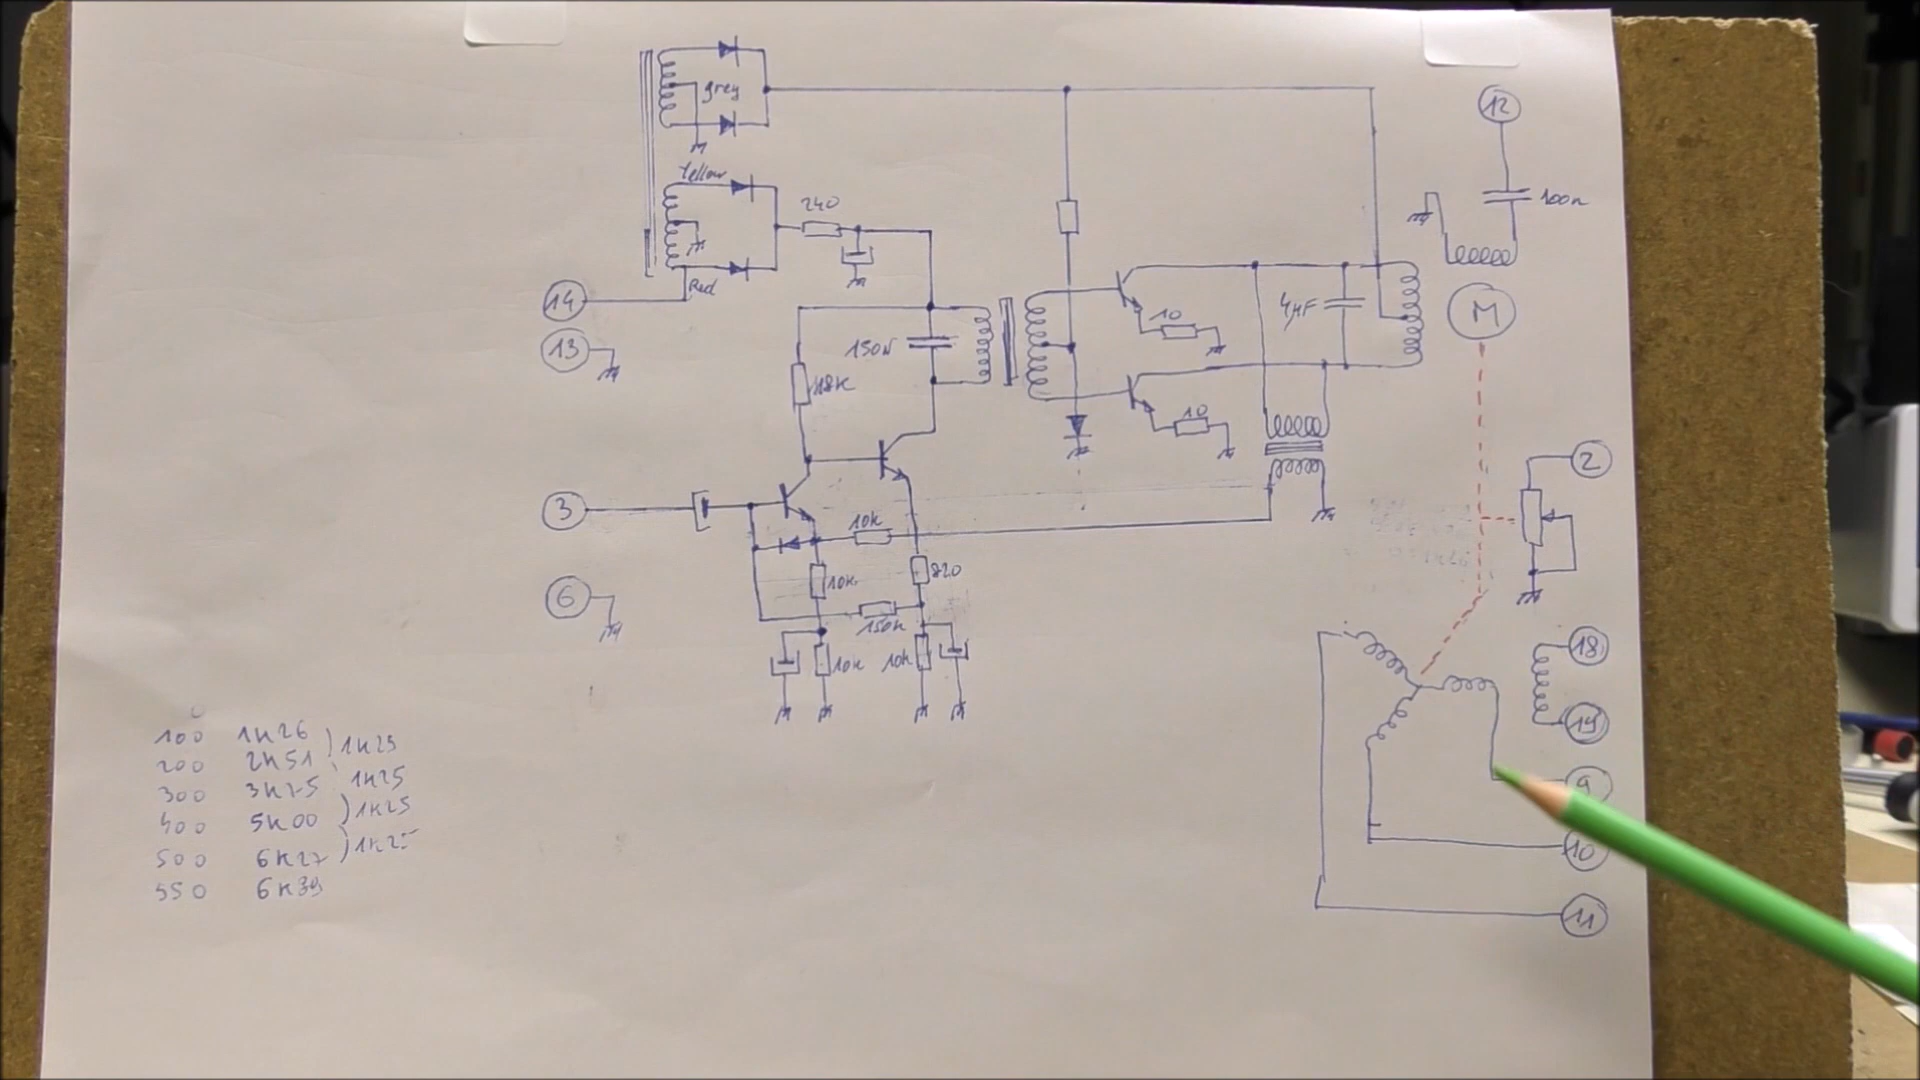 grey
Yellow
Red
240
14
13
150N
18K
3
10k
10k
820
6
150k
10k
10k
10
10
4µF
12
100n
M
2
18
19
9
10
11
100 1K26
200 2K51
300 3K75
400 5K00
500 6K27
550 6K39
1K25
1K25
1K25